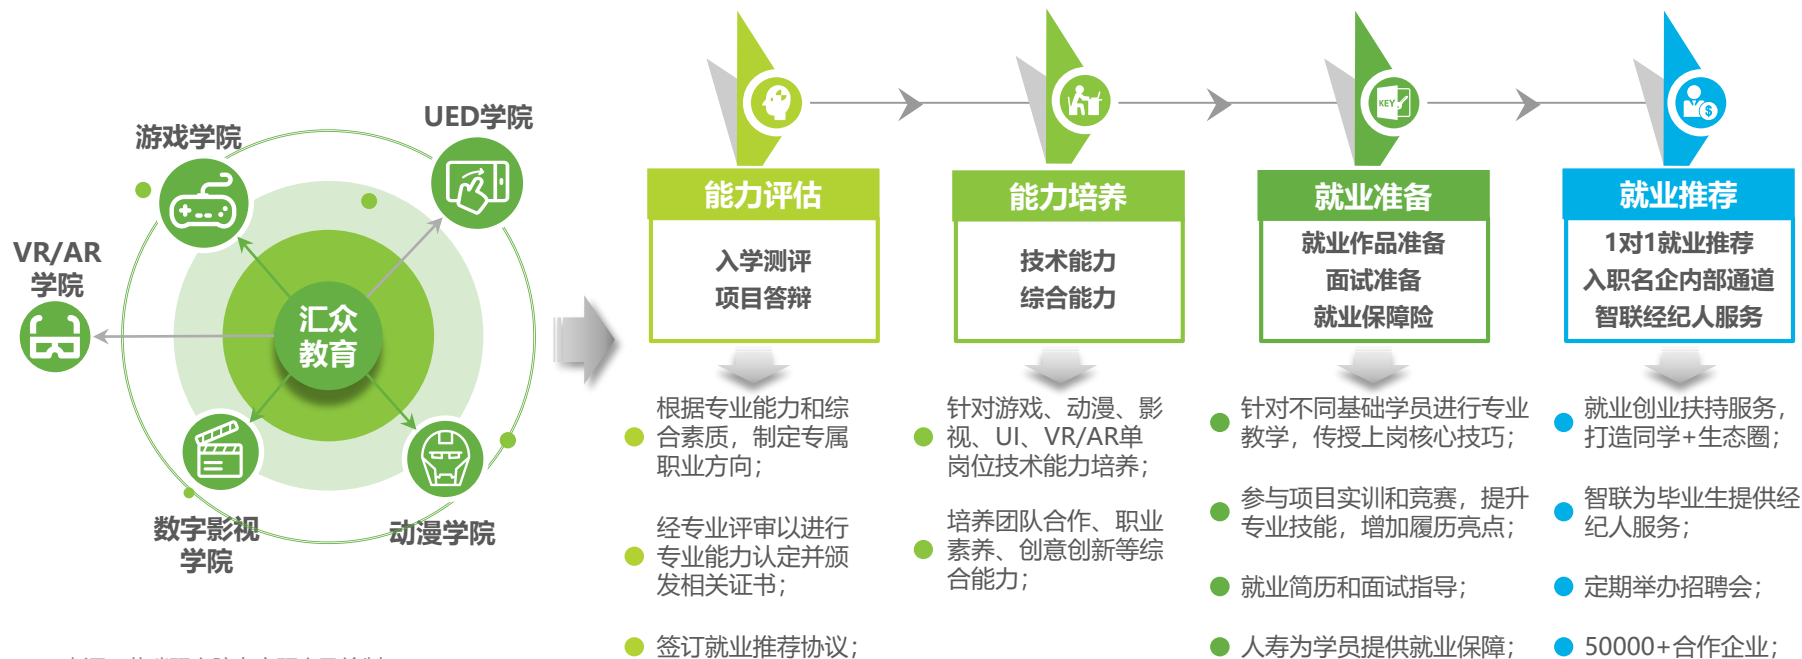 游戏学院
UED学院
VR/AR
学院
汇众
教育
数字影视
学院
动漫学院
能力评估
入学测评
项目答辩
根据专业能力和综
合素质，制定专属
职业方向；
经专业评审以进行
专业能力认定并颁
发相关证书；
签订就业推荐协议；
能力培养
技术能力
综合能力
针对游戏、动漫、影
视、UI、VR/AR单
岗位技术能力培养；
培养团队合作、职业
素养、创意创新等综
合能力；
KEY
就业准备
就业作品准备
面试准备
就业保障险
针对不同基础学员进行专业
教学，传授上岗核心技巧；
参与项目实训和竞赛，提升
专业技能，增加履历亮点；
就业简历和面试指导；
人寿为学员提供就业保障；
$
就业推荐
1对1就业推荐
入职名企内部通道
智联经纪人服务
就业创业扶持服务，
打造同学+生态圈；
智联为毕业生提供经
纪人服务；
定期举办招聘会；
50000+合作企业；